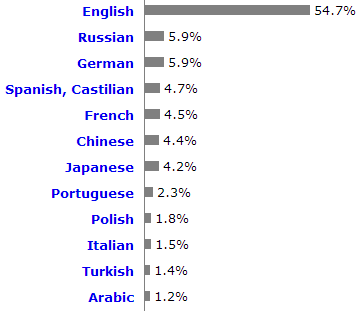 English 54.7%
Russian 5.9%
German 5.9%
Spanish, Castilian 4.7%
French 4.5%
Chinese 4.4%
Japanese 4.2%
Portuguese 2.3%
Polish 1.8%
Italian 1.5%
Turkish 1.4%
Arabic 1.2%